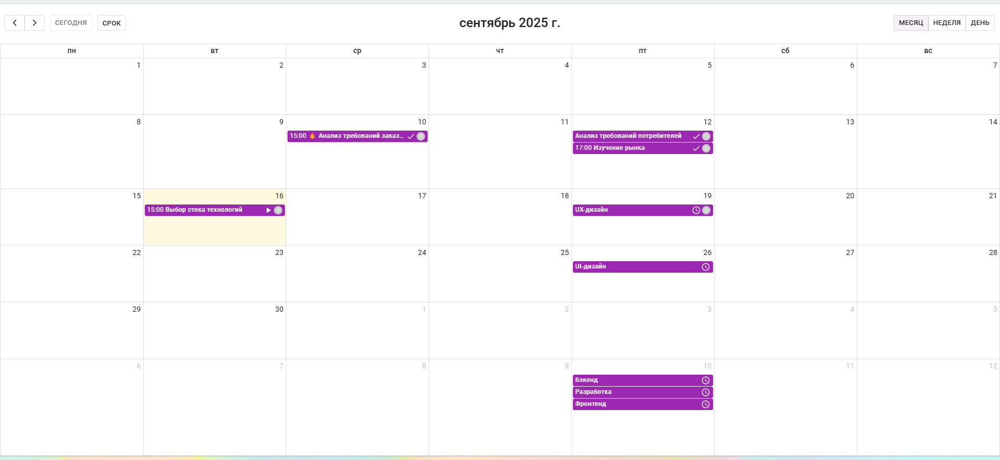 СЕГОДНЯ СРОК сентябрь 2025 г. МЕСЯЦ НЕДЕЛЯ ДЕНЬ
пн вт ср чт пт сб вс
1 2 3 4 5 6 7
8 9 10 11 12 13 14
15:00 Анализ требований заказ... D Анализ требований потребителей D
17:00 Изучение рынка D
15 16 17 18 19 20 21
15:00 Выбор стека технологий D UX-дизайн D
22 23 24 25 26 27 28
UI-дизайн
29 30 1 2 3 4 5
6 7 8 9 10 11 12
Бэкенд
Разработка
Фронтенд